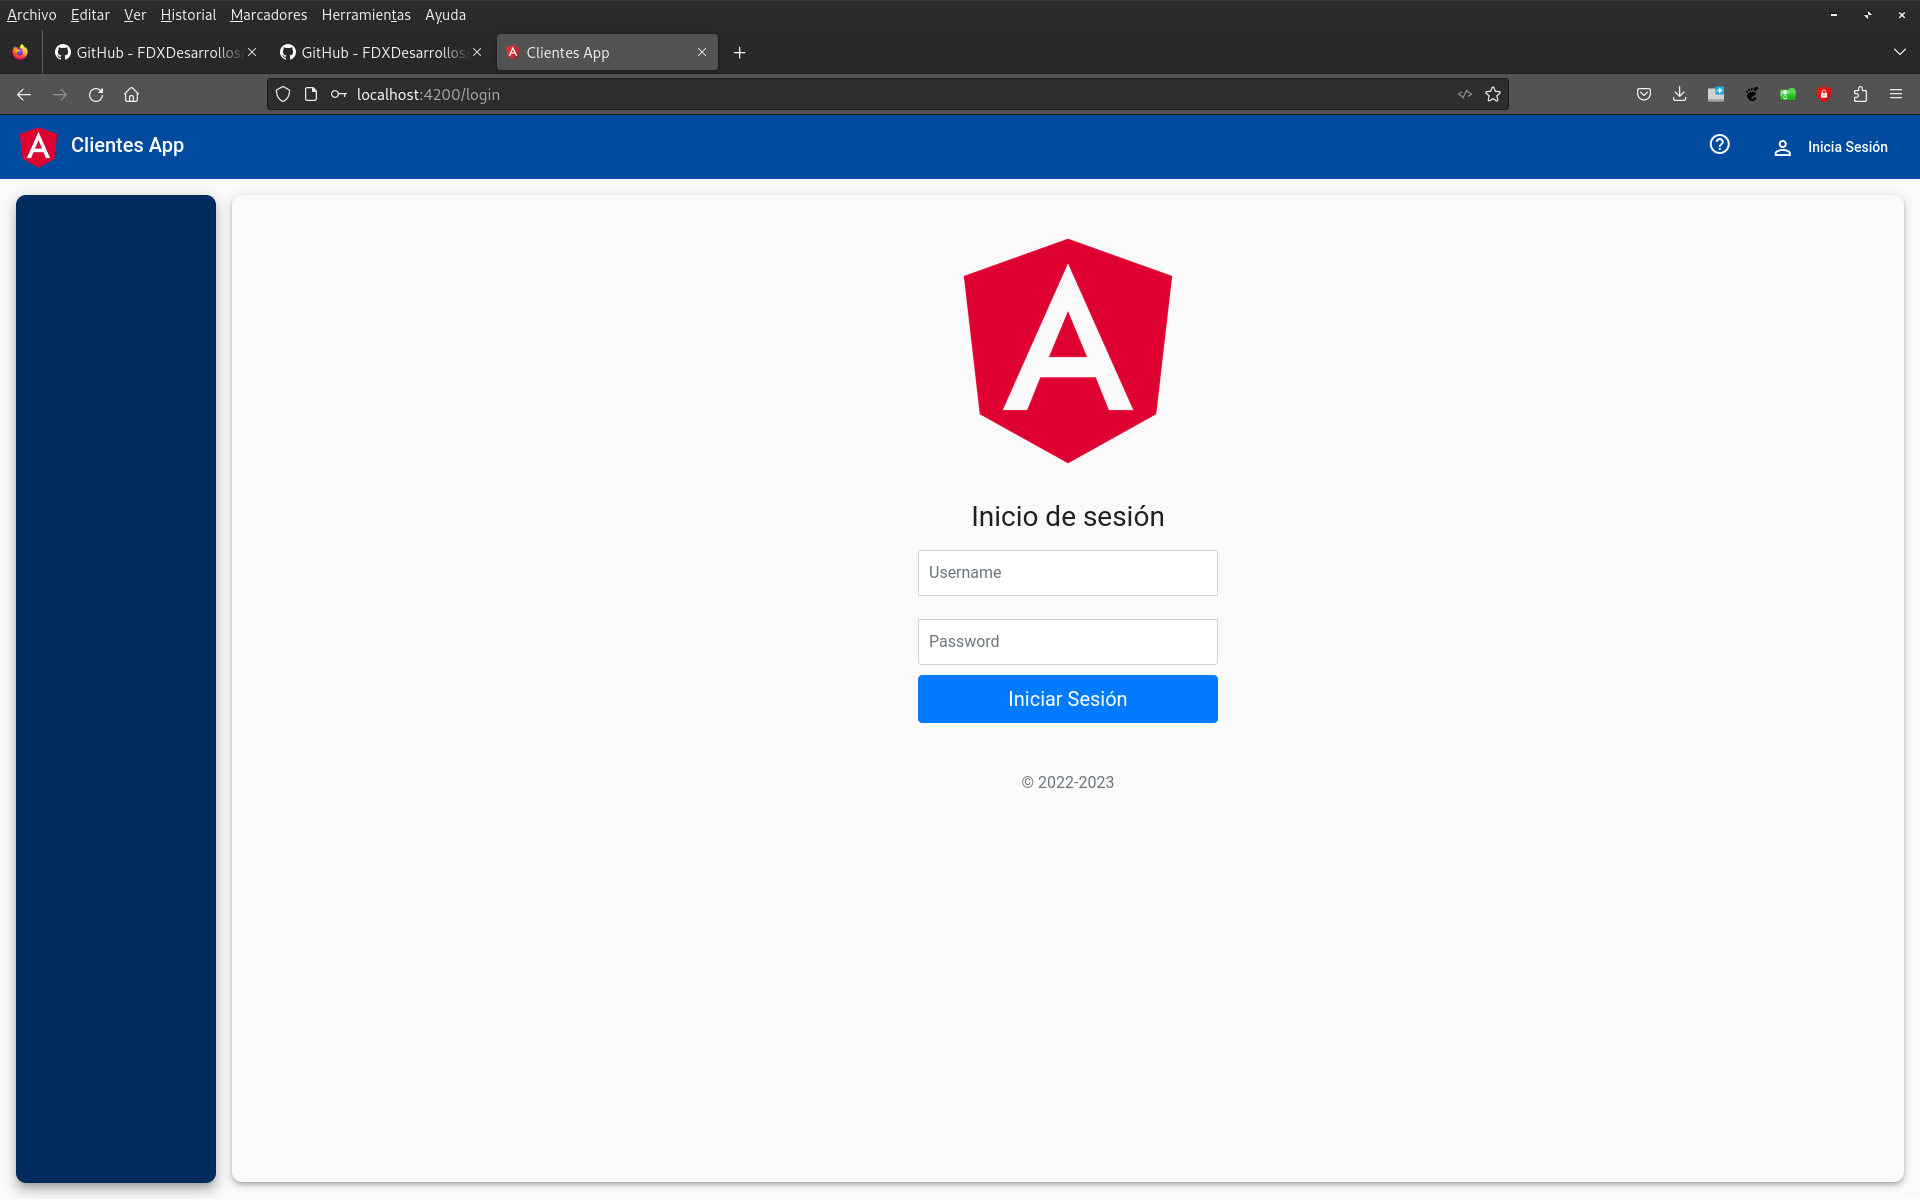 Archivo Editar Ver Historial Marcadores Herramientas Ayuda
GitHub - FDXDesarrollos GitHub - FDXDesarrollos Clientes App
localhost:4200/login
Clientes App
Inicia Sesión
Inicio de sesión
Username
Password
Iniciar Sesión
© 2022-2023